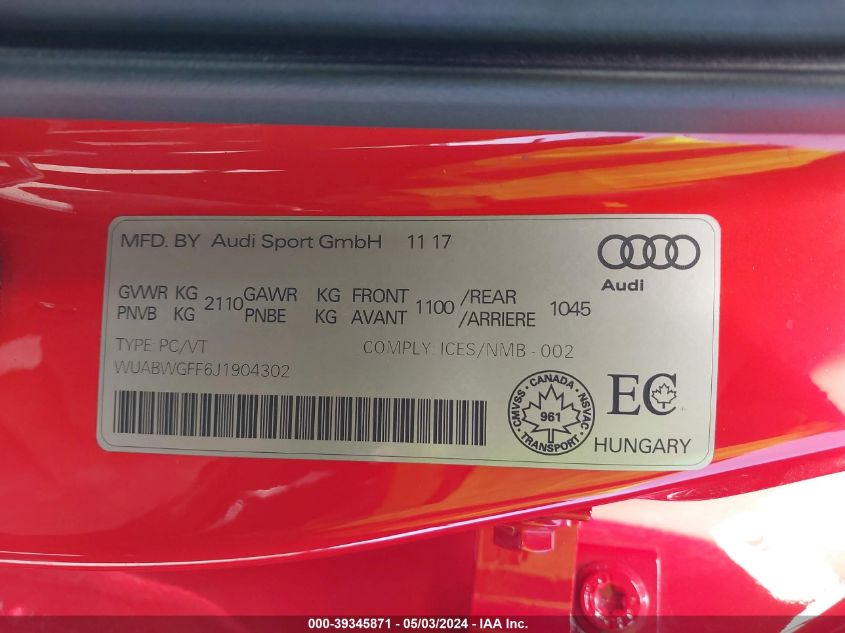 MFD. BY Audi Sport GmbH 11 17
Audi
GVWR KG 2110 GAWR KG FRONT 1100 /REAR 1045
PNVB KG PNBE KG AVANT /ARRIERE
TYPE: PC/VT COMPLY: ICES/NMB - 002
WUABWGFF6J1904302
CMVSS · CANADA · NSVAC
961
TRANSPORT
EC
HUNGARY
000-39345871 - 05/03/2024 - IAA Inc.